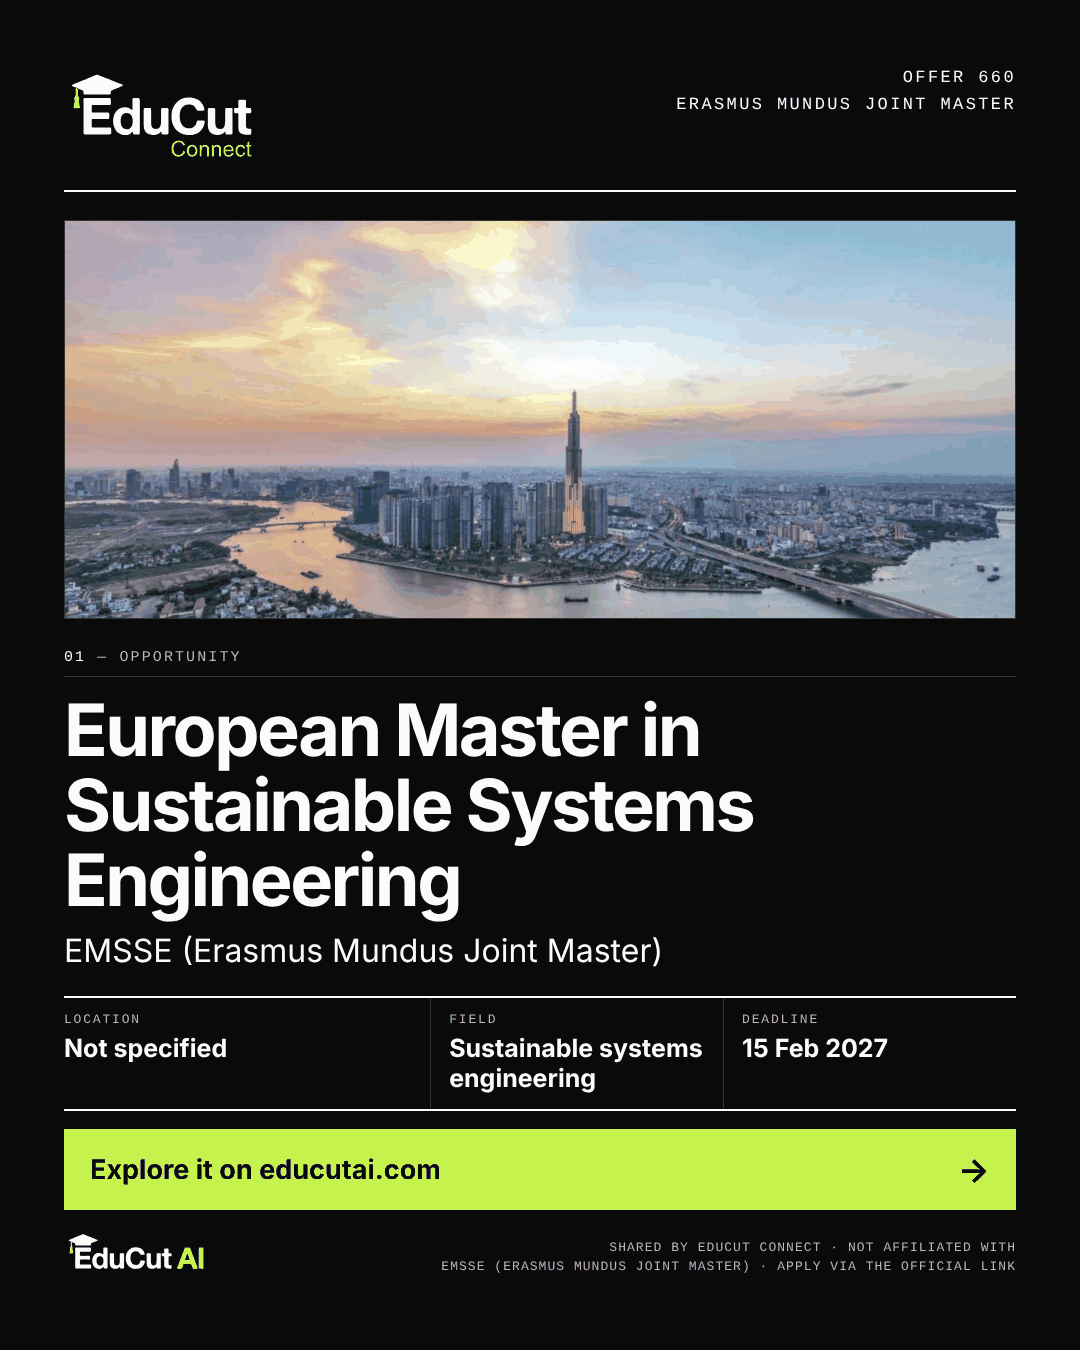 EduCut
Connect
OFFER 660
ERASMUS MUNDUS JOINT MASTER
01 — OPPORTUNITY
European Master in
Sustainable Systems
Engineering
EMSSE (Erasmus Mundus Joint Master)
LOCATION
Not specified
FIELD
Sustainable systems
engineering
DEADLINE
15 Feb 2027
Explore it on educutai.com →
EduCut AI
SHARED BY EDUCUT CONNECT · NOT AFFILIATED WITH
EMSSE (ERASMUS MUNDUS JOINT MASTER) · APPLY VIA THE OFFICIAL LINK